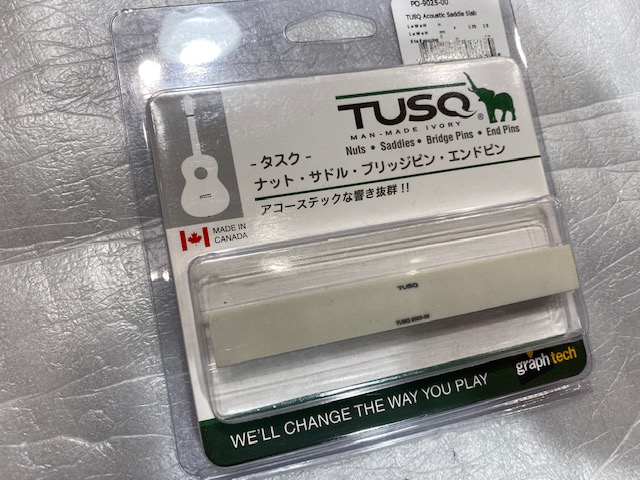 PO-9025-00
TUSQ Acoustic Saddle Slab
TUSQ®
MAN-MADE IVORY
Nuts • Saddles • Bridge Pins • End Pins
- タスク -
ナット・サドル・ブリッジピン・エンドピン
アコーステックな響き抜群!!
MADE IN
CANADA
TUSQ
graph tech
WE'LL CHANGE THE WAY YOU PLAY